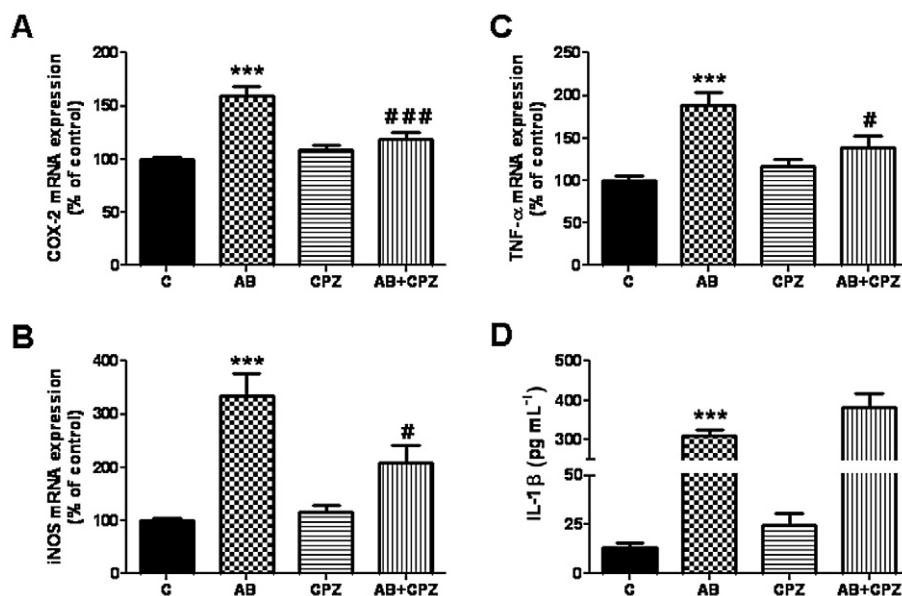 A
COX-2 mRNA expression
(% of control)
200
150
100
50
0
***
###
C AB CPZ AB+CPZ
C
TNF-α mRNA expression
(% of control)
250
200
150
100
50
0
***
#
C AB CPZ AB+CPZ
B
iNOS mRNA expression
(% of control)
400
300
200
100
0
***
#
C AB CPZ AB+CPZ
D
IL-1β (pg mL⁻¹)
500
400
300
50
25
0
***
C AB CPZ AB+CPZ